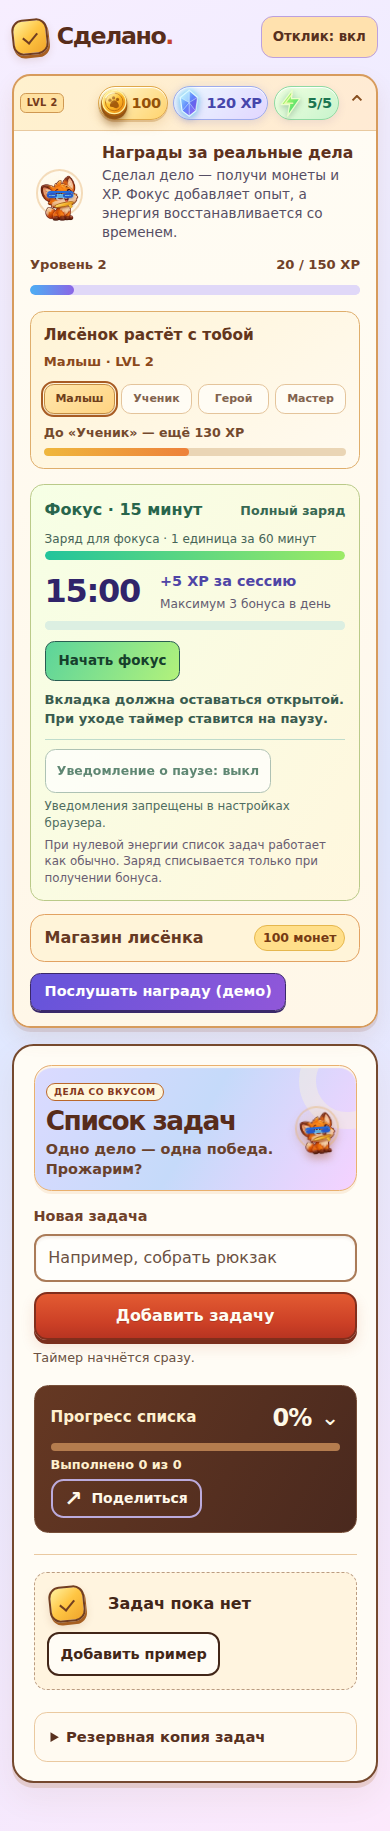 Сделано.
Отклик: вкл
LVL 2
100
120 XP
5/5
Награды за реальные дела
Сделал дело — получи монеты и
XP. Фокус добавляет опыт, а
энергия восстанавливается со
временем.
Уровень 2
20 / 150 XP
Лисёнок растёт с тобой
Малыш · LVL 2
Малыш
Ученик
Герой
Мастер
До «Ученик» — ещё 130 XP
Фокус · 15 минут
Полный заряд
Заряд для фокуса · 1 единица за 60 минут
15:00
+5 XP за сессию
Максимум 3 бонуса в день
Начать фокус
Вкладка должна оставаться открытой.
При уходе таймер ставится на паузу.
Уведомление о паузе: выкл
Уведомления запрещены в настройках
браузера.
При нулевой энергии список задач работает
как обычно. Заряд списывается только при
получении бонуса.
Магазин лисёнка
100 монет
Послушать награду (демо)
ДЕЛА СО ВКУСОМ
Список задач
Одно дело — одна победа.
Прожарим?
Новая задача
Например, собрать рюкзак
Добавить задачу
Таймер начнётся сразу.
Прогресс списка
0%
Выполнено 0 из 0
Поделиться
Задач пока нет
Добавить пример
Резервная копия задач